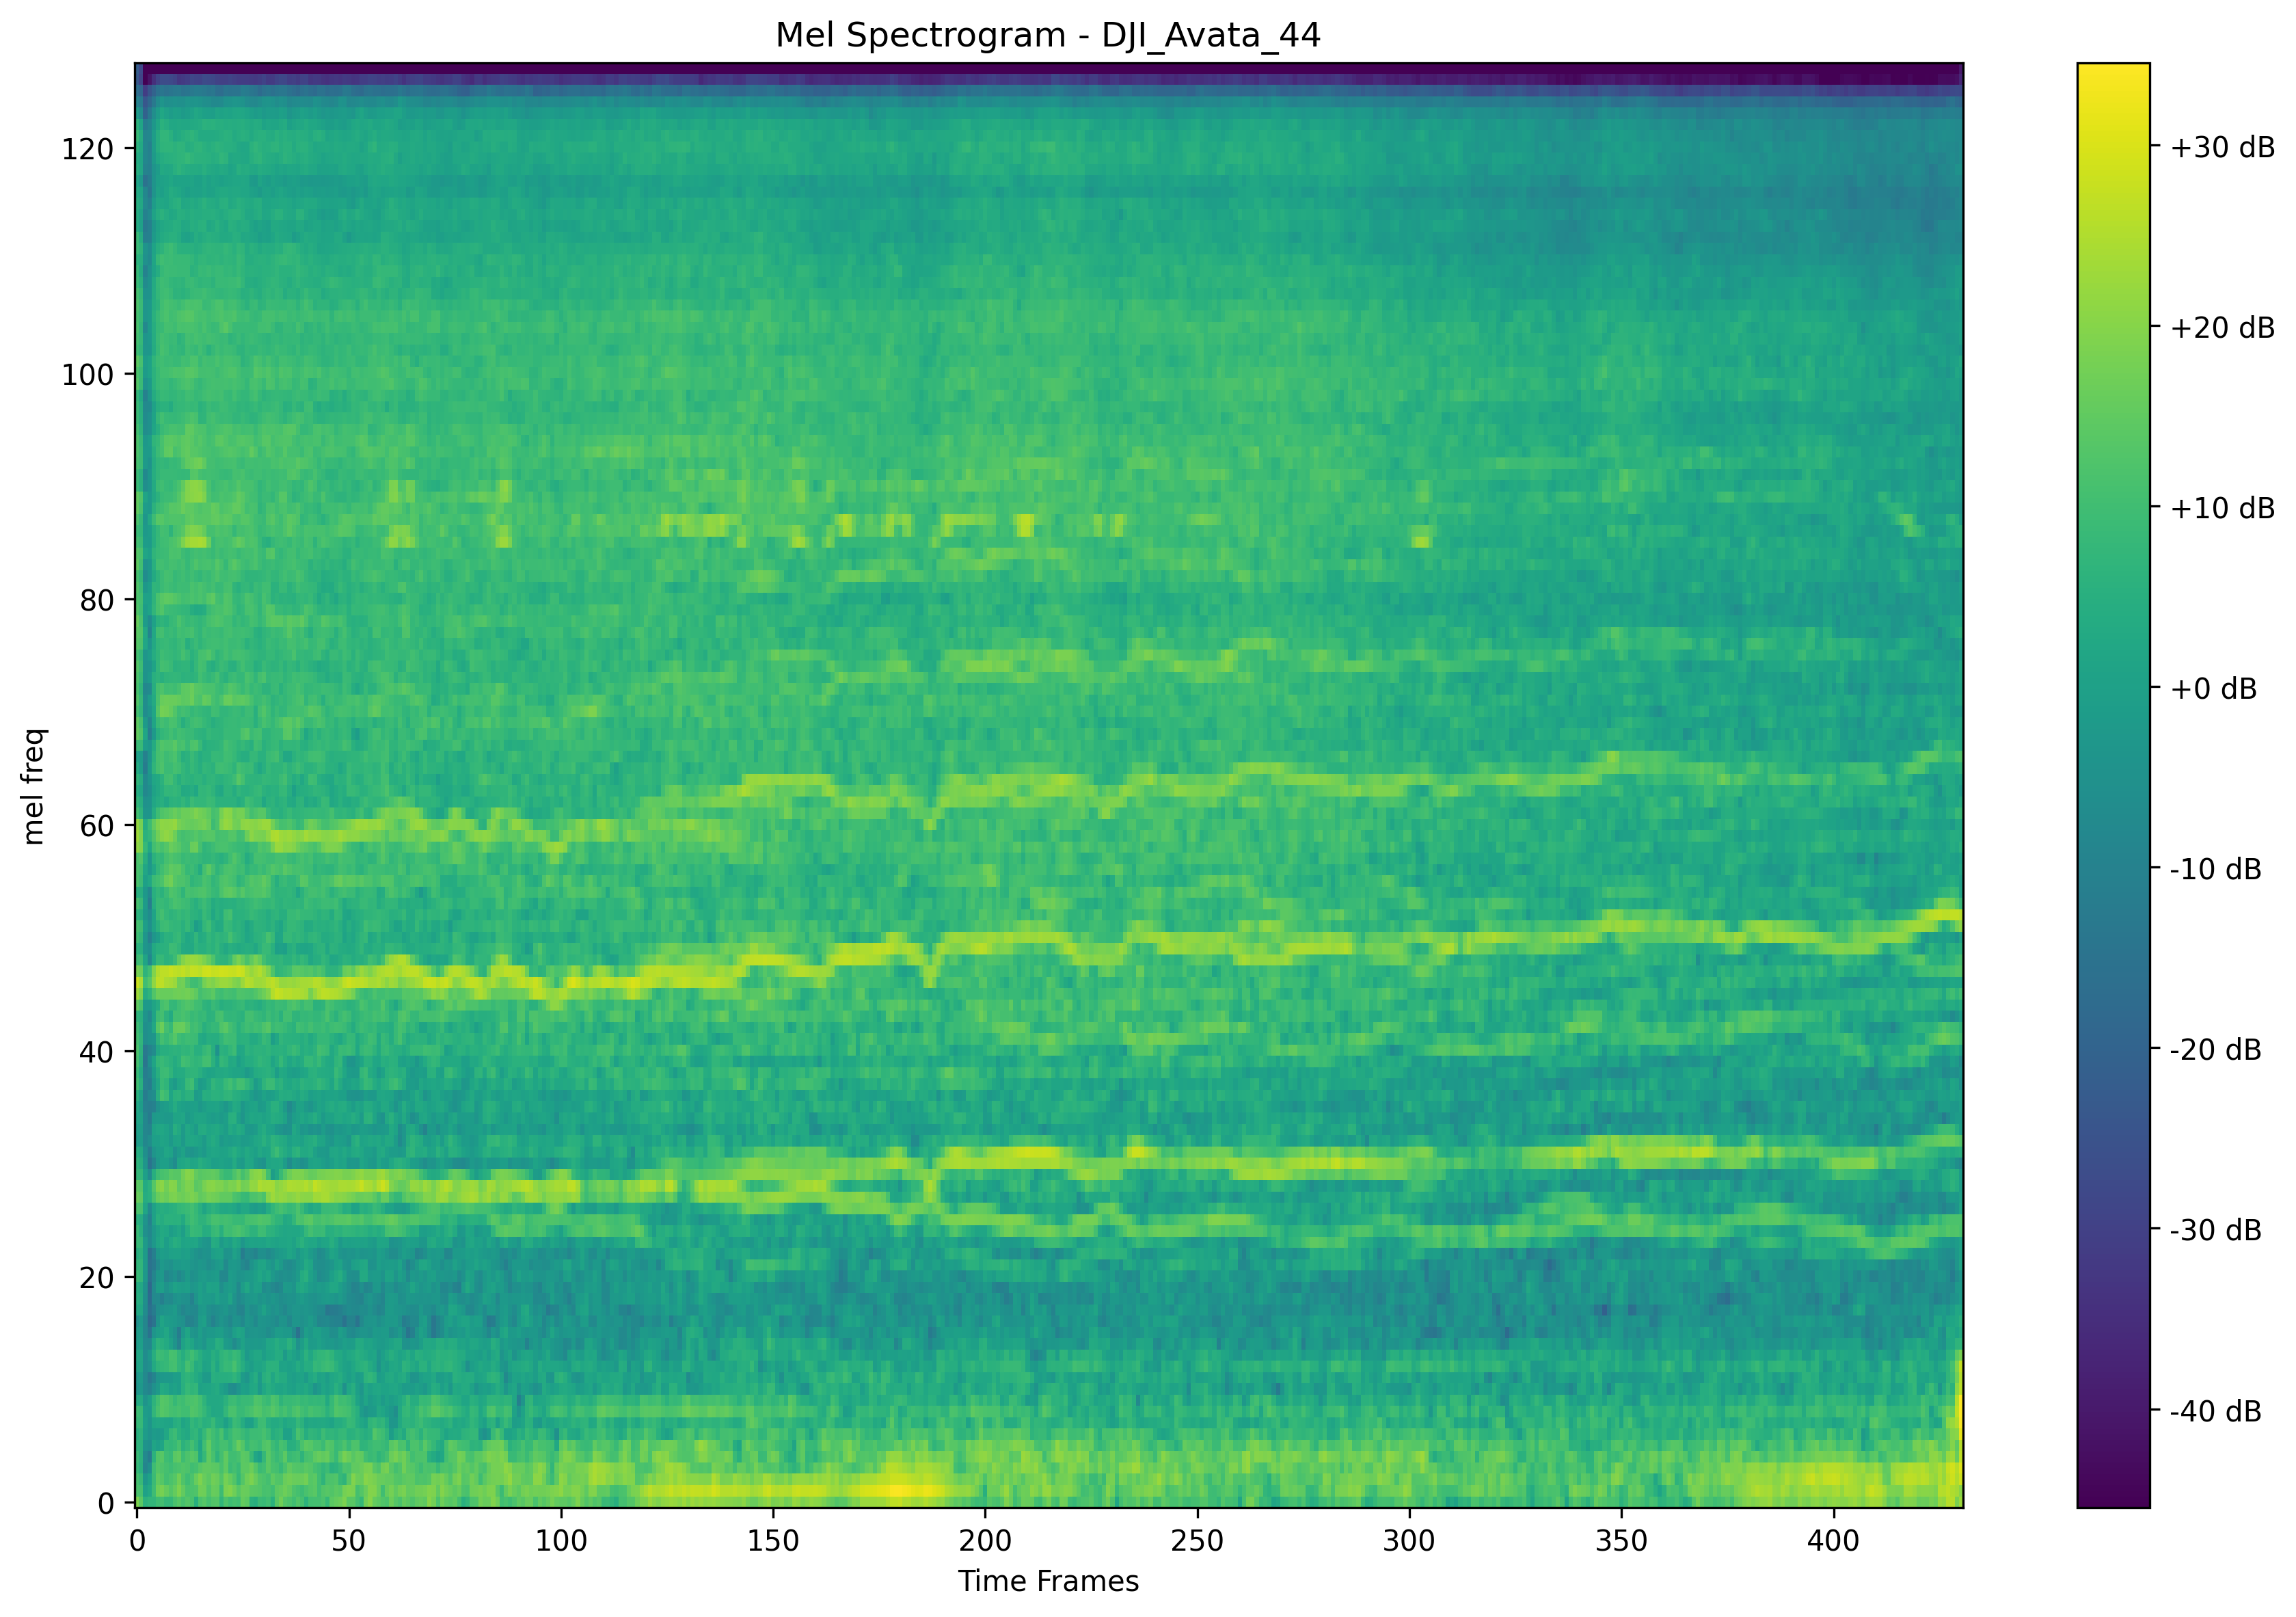 Mel Spectrogram - DJI_Avata_44
mel freq
120
100
80
60
40
20
0
0 50 100 150 200 250 300 350 400
Time Frames
+30 dB
+20 dB
+10 dB
+0 dB
-10 dB
-20 dB
-30 dB
-40 dB